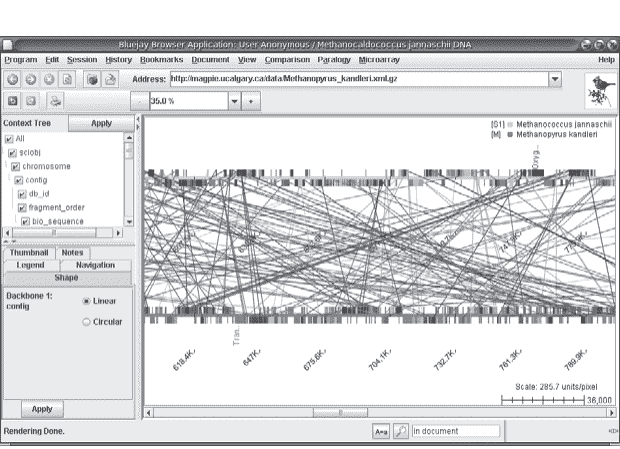 Bluejay Browser Application: User Anonymous / Methanocaldococcus jannaschii DNA
Program Edit Session History Bookmarks Document View Comparison Paralogy Microarray Help
Address: http://magpie.ucalgary.ca/data/Methanopyrus_kandleri.xml.gz
- 35.0 % +
Context Tree Apply
All
sciobj
chromosome
contig
db_id
fragment_order
bio_sequence
[S1] Methanococcus jannaschii
[M] Methanopyrus kandleri
Oxyg...
Thumbnail Notes
Legend Navigation
Shape
Backbone 1:
contig
Linear
Circular
Apply
Tran...
618.4K 647K 675.6K 704.1K 732.7K 761.3K 789.9K
Scale: 285.7 units/pixel
36,000
Rendering Done.
A=a in document